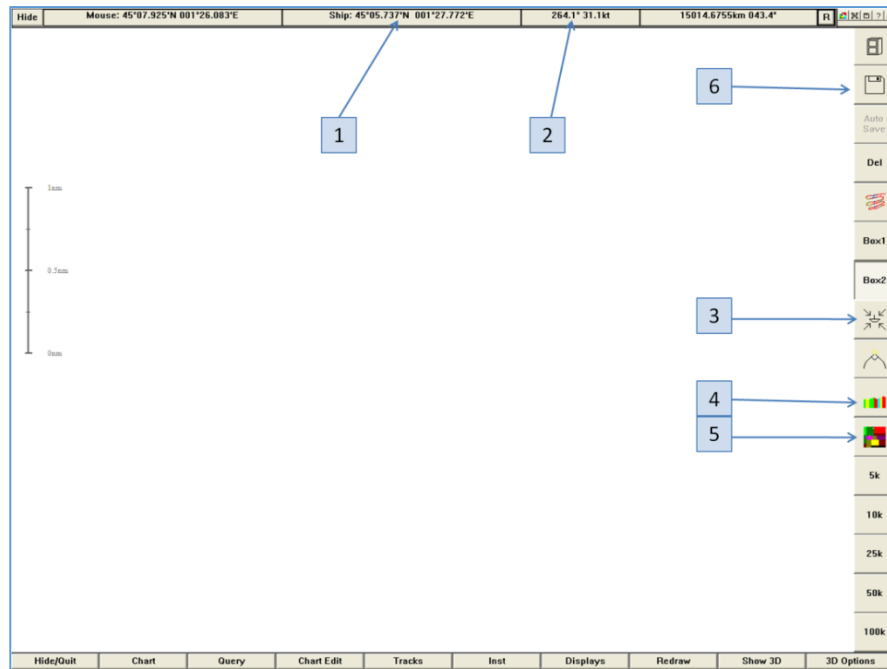 Hide
Mouse: 45°07.925'N 001°26.083'E
Ship: 45°05.737'N 001°27.772'E
264.1° 31.1kt
15014.6755km 043.4°
R
?
6
1
2
Auto
Save
Del
1nm
Box1
0.5nm
Box2
3
0nm
4
5
5k
10k
25k
50k
100k
Hide/Quit
Chart
Query
Chart Edit
Tracks
Inst
Displays
Redraw
Show 3D
3D Options